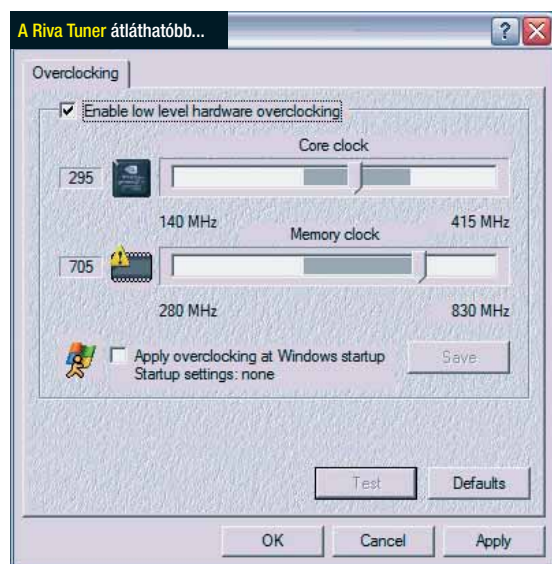 A Riva Tuner átláthatóbb...
Overclocking
Enable low level hardware overclocking
Core clock
295
140 MHz
415 MHz
Memory clock
705
280 MHz
830 MHz
Apply overclocking at Windows startup
Startup settings: none
Save
Test
Defaults
OK
Cancel
Apply